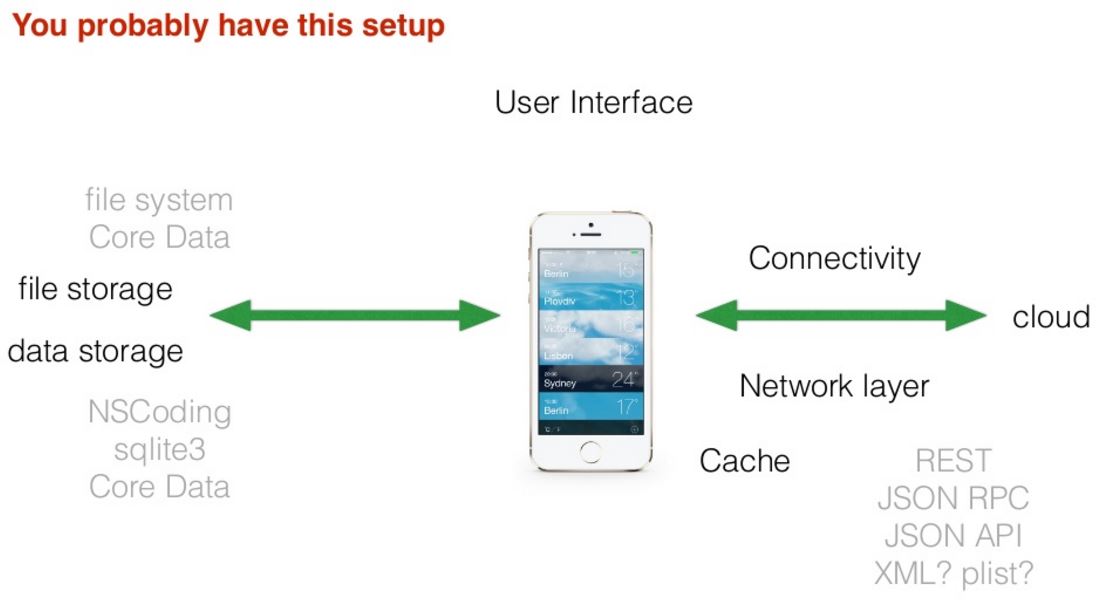 You probably have this setup
User Interface
file system
Core Data
file storage
data storage
NSCoding
sqlite3
Core Data
Berlin 15°
Plovdiv 13°
Victoria 16°
Lisbon 12°
Sydney 24°
Berlin 17°
Connectivity
cloud
Network layer
Cache
REST
JSON RPC
JSON API
XML? plist?